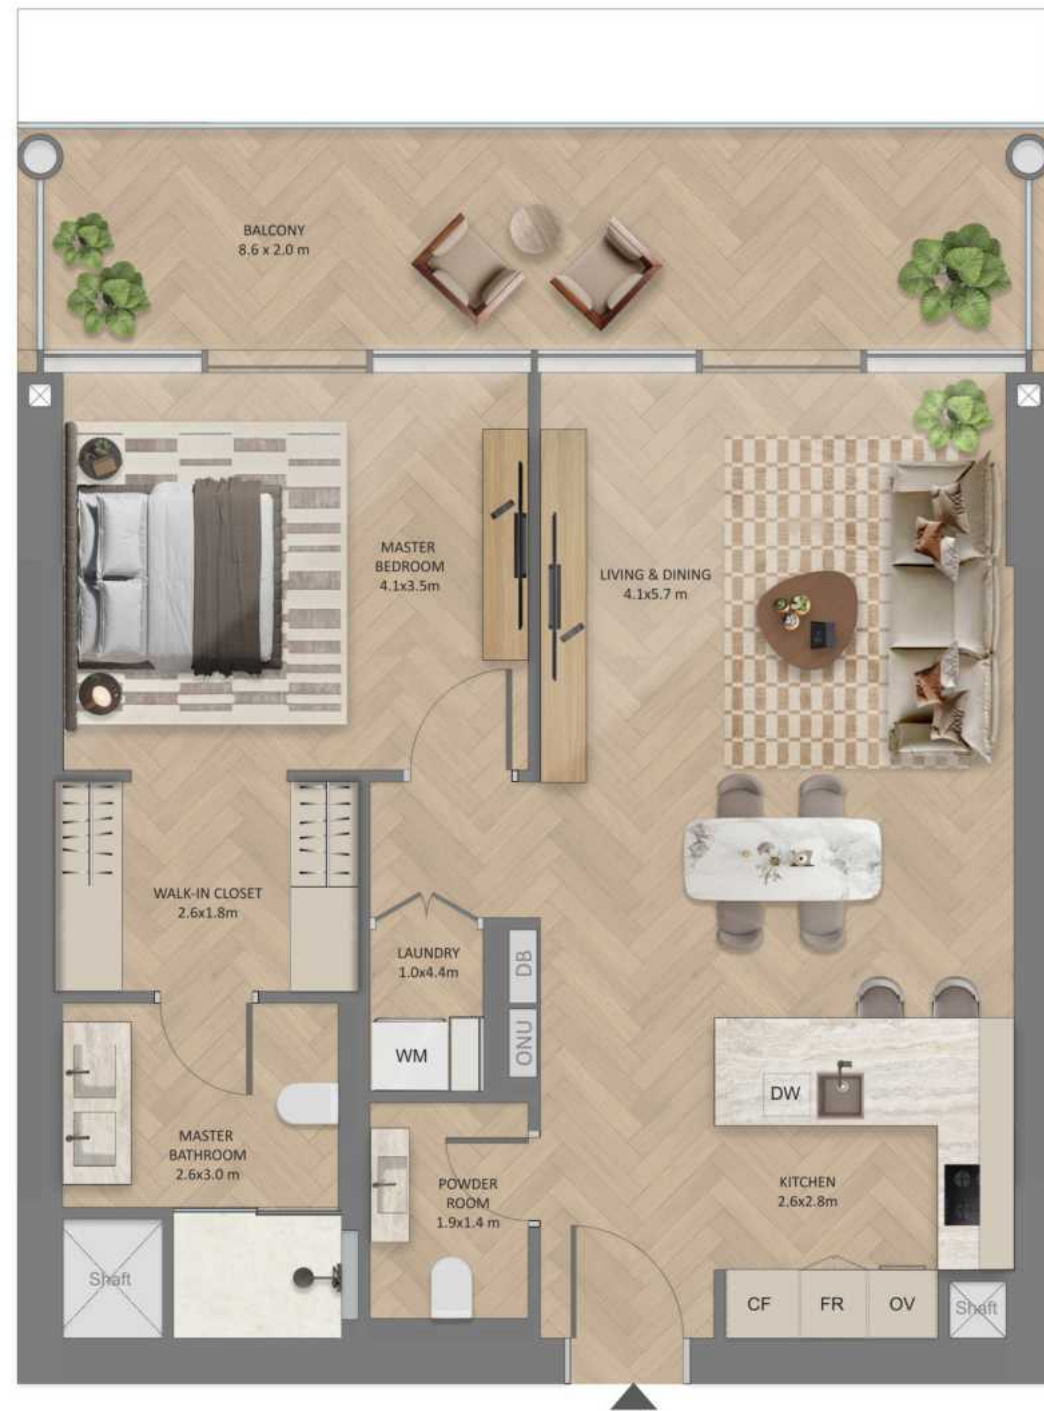 BALCONY
8.6 x 2.0 m
MASTER
BEDROOM
4.1x3.5m
LIVING & DINING
4.1x5.7 m
WALK-IN CLOSET
2.6x1.8m
LAUNDRY
1.0x4.4m
DB
ONU
WM
DW
MASTER
BATHROOM
2.6x3.0 m
POWDER
ROOM
1.9x1.4 m
KITCHEN
2.6x2.8m
Shaft
CF
FR
OV
Shaft